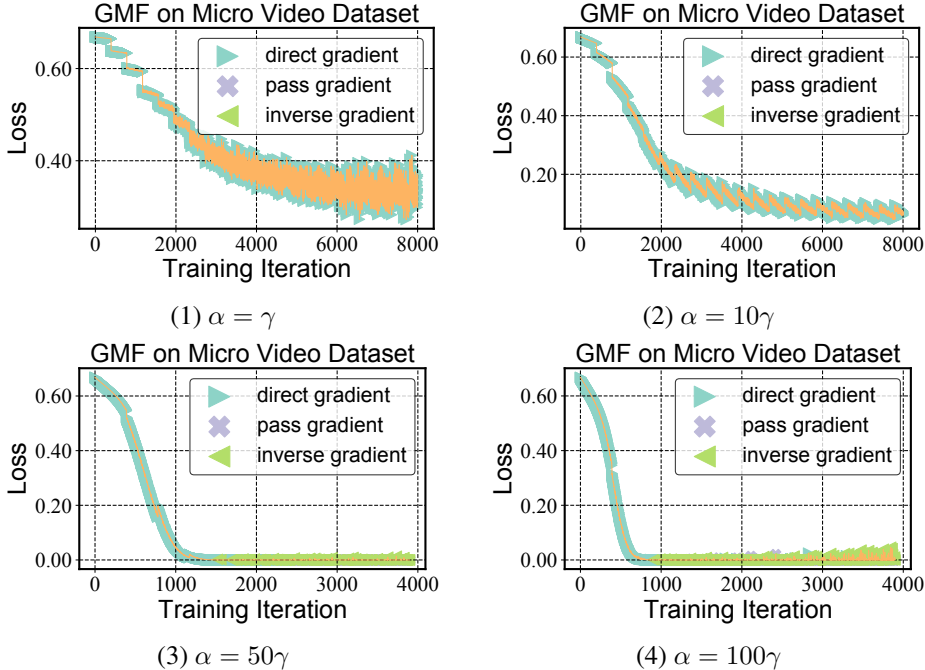 GMF on Micro Video Dataset
direct gradient
pass gradient
inverse gradient
0.60
0.40
Loss
0 2000 4000 6000 8000
Training Iteration
(1) α = γ
GMF on Micro Video Dataset
direct gradient
pass gradient
inverse gradient
0.60
0.40
0.20
Loss
0 2000 4000 6000 8000
Training Iteration
(2) α = 10γ
GMF on Micro Video Dataset
direct gradient
pass gradient
inverse gradient
0.60
0.40
0.20
0.00
Loss
0 1000 2000 3000 4000
Training Iteration
(3) α = 50γ
GMF on Micro Video Dataset
direct gradient
pass gradient
inverse gradient
0.60
0.40
0.20
0.00
Loss
0 1000 2000 3000 4000
Training Iteration
(4) α = 100γ